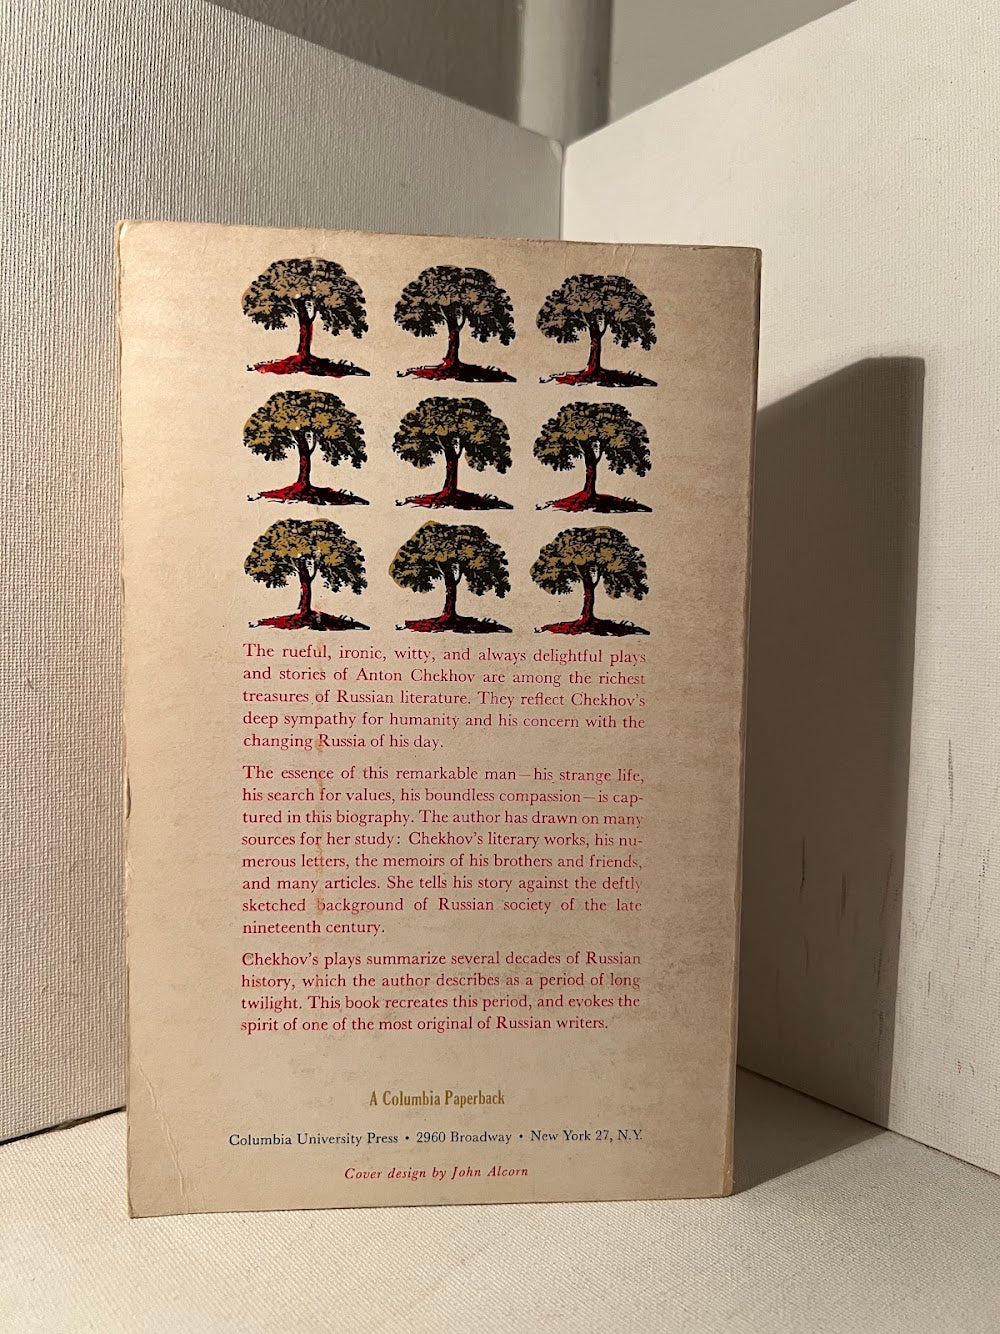 The rueful, ironic, witty, and always delightful plays
and stories of Anton Chekhov are among the richest
treasures of Russian literature. They reflect Chekhov's
deep sympathy for humanity and his concern with the
changing Russia of his day.
The essence of this remarkable man—his strange life,
his search for values, his boundless compassion—is cap-
tured in this biography. The author has drawn on many
sources for her study: Chekhov's literary works, his nu-
merous letters, the memoirs of his brothers and friends,
and many articles. She tells his story against the deftly
sketched background of Russian society of the late
nineteenth century.
Chekhov's plays summarize several decades of Russian
history, which the author describes as a period of long
twilight. This book recreates this period, and evokes the
spirit of one of the most original of Russian writers.
A Columbia Paperback
Columbia University Press • 2960 Broadway • New York 27, N.Y.
Cover design by John Alcorn